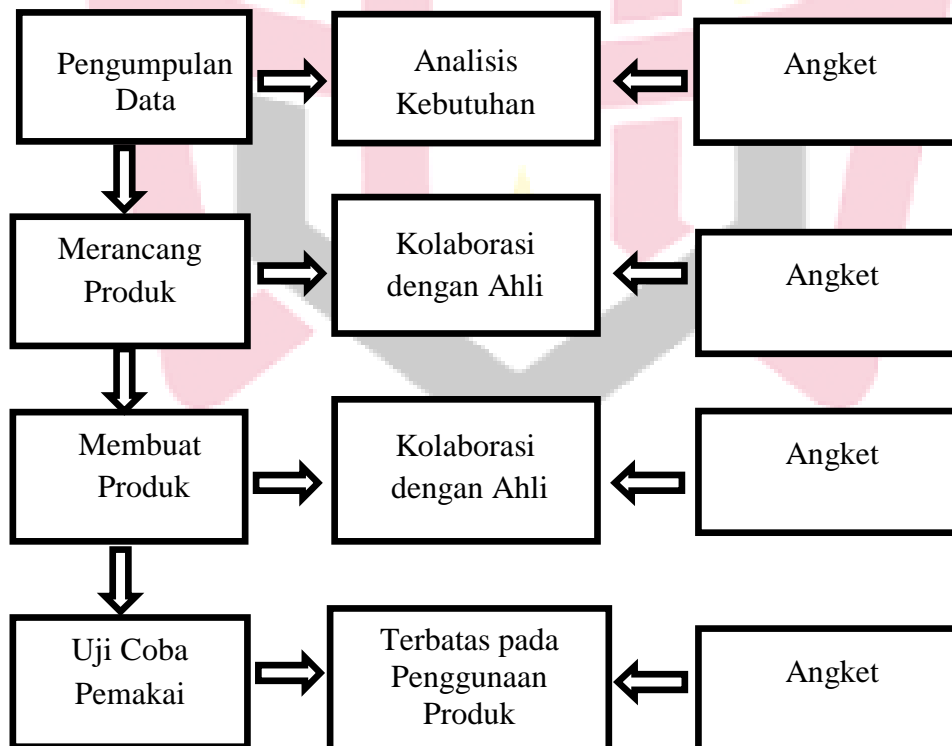 Pengumpulan
Data
Analisis
Kebutuhan
Angket
Merancang
Produk
Kolaborasi
dengan Ahli
Angket
Membuat
Produk
Kolaborasi
dengan Ahli
Angket
Uji Coba
Pemakai
Terbatas pada
Penggunaan
Produk
Angket